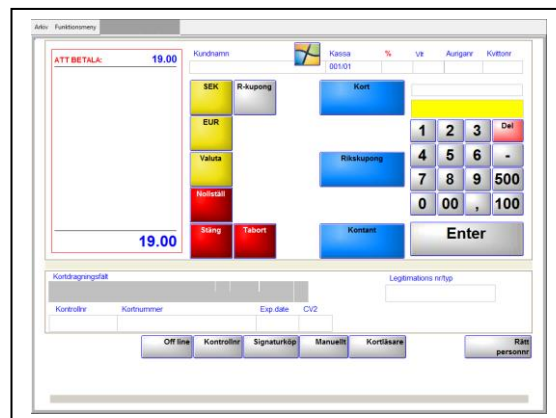 Arkiv Funktionsmeny
ATT BETALA: 19.00
19.00
Kundnamn
Kassa % Vr Auriganr Kvittonr
001/01
SEK R-kupong Kort
EUR
Valuta Rikskupong
Nollställ
Stäng Tabort Kontant
1 2 3 Del
4 5 6 -
7 8 9 500
0 00 , 100
Enter
Kortdragningsfält Legitimations nr/typ
Kontrollnr Kortnummer Exp.date CV2
Off line Kontrollnr Signaturköp Manuellt Kortläsare Rätt
personnr